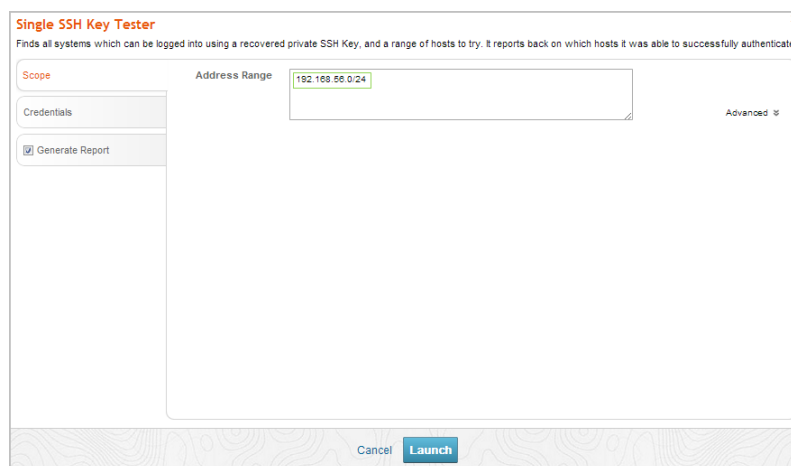 Single SSH Key Tester
Finds all systems which can be logged into using a recovered private SSH Key, and a range of hosts to try. It reports back on which hosts it was able to successfully authenticate
Scope
Address Range
192.168.56.0/24
Advanced
Credentials
Generate Report
Cancel
Launch